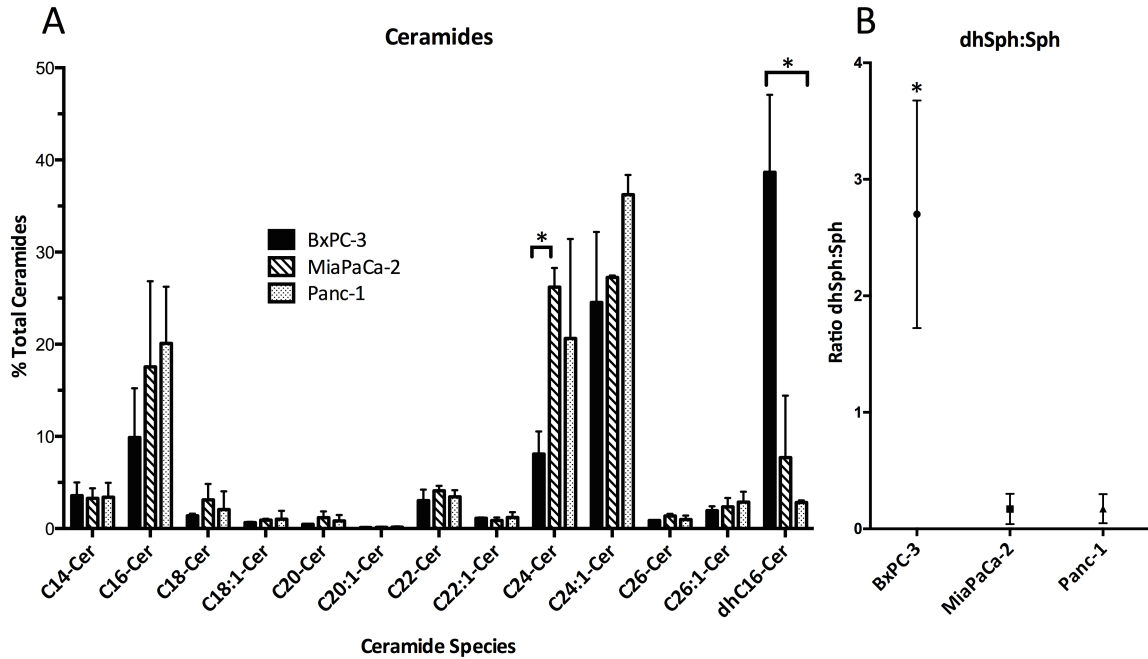 A
Ceramides
50
40
30
20
10
0
% Total Ceramides
*
*
BxPC-3
MiaPaCa-2
Panc-1
C14-Cer
C16-Cer
C18-Cer
C18:1-Cer
C20-Cer
C20:1-Cer
C22-Cer
C22:1-Cer
C24-Cer
C24:1-Cer
C26-Cer
C26:1-Cer
dhC16-Cer
Ceramide Species
B
dhSph:Sph
4
3
2
1
0
Ratio dhSph:Sph
*
BxPC-3
MiaPaCa-2
Panc-1